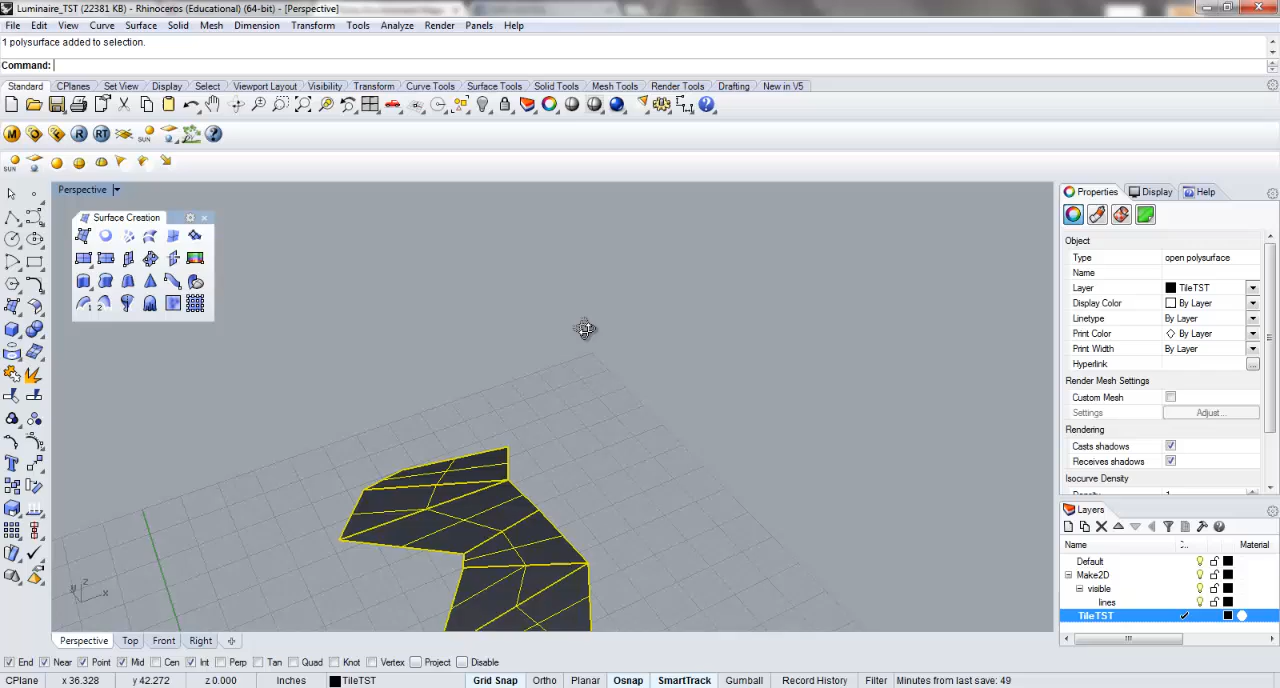 Luminaire_TST (22381 KB) - Rhinoceros (Educational) (64-bit) - [Perspective]
File Edit View Curve Surface Solid Mesh Dimension Transform Tools Analyze Render Panels Help
1 polysurface added to selection.
Command:
Standard CPlanes Set View Display Select Viewport Layout Visibility Transform Curve Tools Surface Tools Solid Tools Mesh Tools Render Tools Drafting New in V5
M R RT SUN
SUN
Perspective
Properties Display Help
Surface Creation
Object
Type open polysurface
Name
Layer TileTST
Display Color By Layer
Linetype By Layer
Print Color By Layer
Print Width By Layer
Hyperlink ...
Render Mesh Settings
Custom Mesh
Settings Adjust...
Rendering
Casts shadows
Receives shadows
Isocurve Density
Layers
Name Material
Default
Make2D
visible
lines
TileTST
z
y x
Perspective Top Front Right
End Near Point Mid Cen Int Perp Tan Quad Knot Vertex Project Disable
CPlane x 36.328 y 42.272 z 0.000 Inches TileTST Grid Snap Ortho Planar Osnap SmartTrack Gumball Record History Filter Minutes from last save: 49